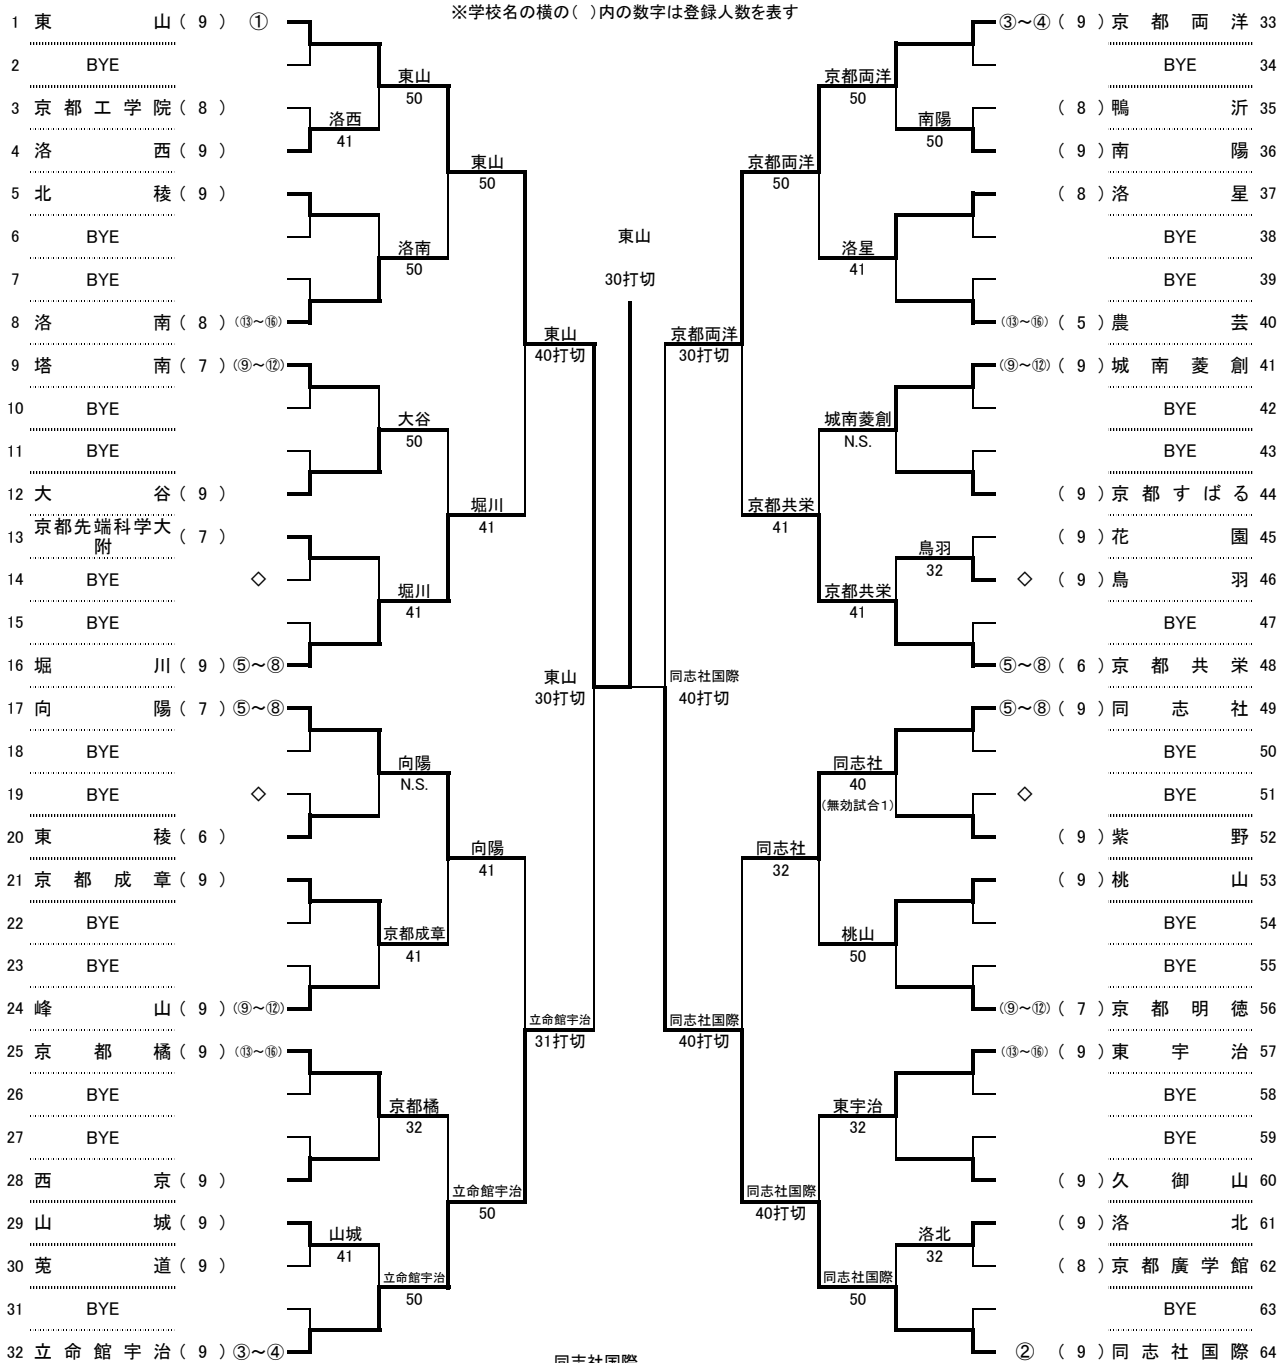 ※学校名の横の( )内の数字は登録人数を表す
1 東山 ( 9 ) ①
2 BYE
3 京都工学院 ( 8 )
4 洛西 ( 9 )
5 北稜 ( 9 )
6 BYE
7 BYE
8 洛南 ( 8 ) (⑬～⑯)
9 塔南 ( 7 ) (⑨～⑫)
10 BYE
11 BYE
12 大谷 ( 9 )
13 京都先端科学大附 ( 7 )
14 BYE ◇
15 BYE
16 堀川 ( 9 ) ⑤～⑧
17 向陽 ( 7 ) ⑤～⑧
18 BYE
19 BYE ◇
20 東稜 ( 6 )
21 京都成章 ( 9 )
22 BYE
23 BYE
24 峰山 ( 9 ) (⑨～⑫)
25 京都橘 ( 9 ) (⑬～⑯)
26 BYE
27 BYE
28 西京 ( 9 )
29 山城 ( 9 )
30 莵道 ( 9 )
31 BYE
32 立命館宇治 ( 9 ) ③～④
洛西
41
山城
41
東山
50
洛南
50
大谷
50
堀川
41
向陽
N.S.
京都成章
41
京都橘
32
立命館宇治
50
東山
50
堀川
41
向陽
41
立命館宇治
50
東山
40打切
立命館宇治
31打切
東山
30打切
東山
30打切
同志社国際
40打切
京都両洋
30打切
同志社国際
40打切
京都両洋
50
京都共栄
41
同志社
32
同志社国際
40打切
京都両洋
50
洛星
41
城南菱創
N.S.
京都共栄
41
同志社
40
(無効試合1)
桃山
50
東宇治
32
同志社国際
50
南陽
50
鳥羽
32
洛北
32
③～④ ( 9 ) 京都両洋 33
BYE 34
( 8 ) 鴨沂 35
( 9 ) 南陽 36
( 8 ) 洛星 37
BYE 38
BYE 39
(⑬～⑯) ( 5 ) 農芸 40
(⑨～⑫) ( 9 ) 城南菱創 41
BYE 42
BYE 43
( 9 ) 京都すばる 44
( 9 ) 花園 45
◇ ( 9 ) 鳥羽 46
BYE 47
⑤～⑧ ( 6 ) 京都共栄 48
⑤～⑧ ( 9 ) 同志社 49
BYE 50
◇ BYE 51
( 9 ) 紫野 52
( 9 ) 桃山 53
BYE 54
BYE 55
(⑨～⑫) ( 7 ) 京都明徳 56
(⑬～⑯) ( 9 ) 東宇治 57
BYE 58
BYE 59
( 9 ) 久御山 60
( 9 ) 洛北 61
( 8 ) 京都廣学館 62
BYE 63
② ( 9 ) 同志社国際 64
同志社国際